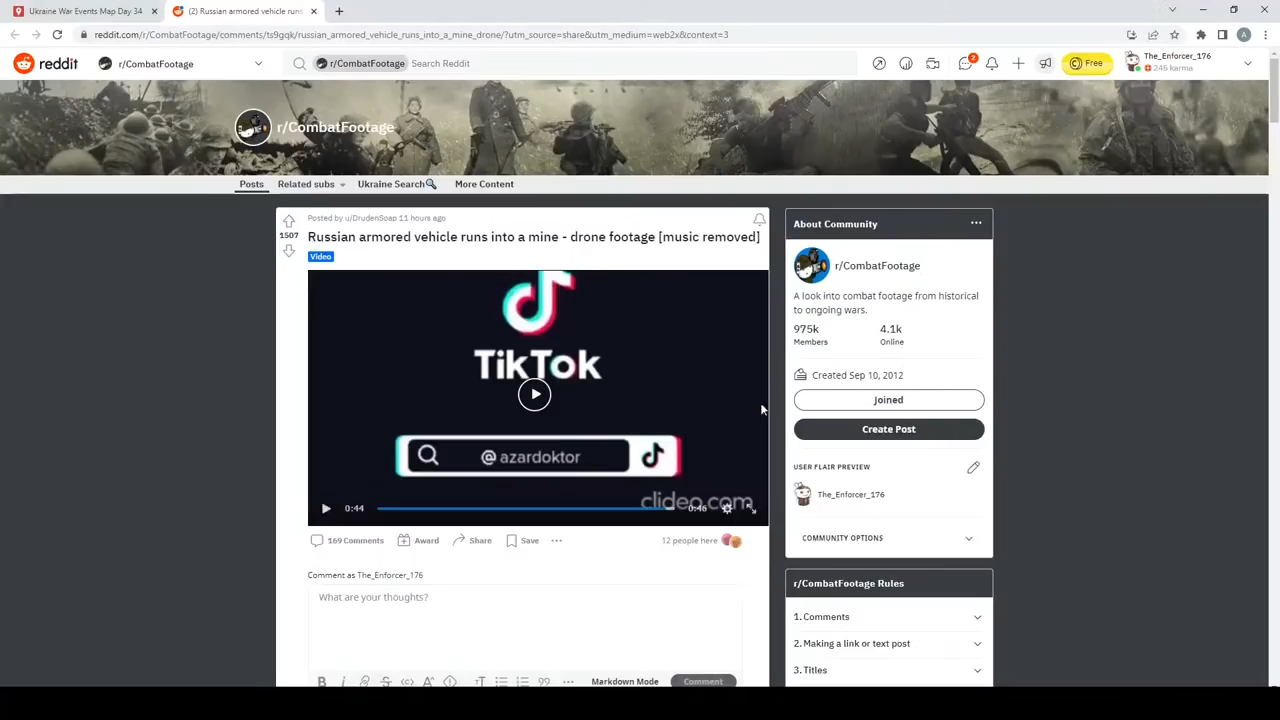 Ukraine War Events Map Day 34
(2) Russian armored vehicle runs
reddit.com/r/CombatFootage/comments/ts9gqk/russian_armored_vehicle_runs_into_a_mine_drone/?utm_source=share&utm_medium=web2x&context=3
A
reddit
r/CombatFootage
r/CombatFootage Search Reddit
2
Free
The_Enforcer_176
245 karma
r/CombatFootage
Posts
Related subs
Ukraine Search🔍
More Content
1507
Posted by u/DrudenSoap 11 hours ago
Russian armored vehicle runs into a mine - drone footage [music removed]
Video
TikTok
@azardoktor
clideo.com
0:44
0:46
169 Comments
Award
Share
Save
12 people here
Comment as The_Enforcer_176
What are your thoughts?
Markdown Mode
Comment
About Community
r/CombatFootage
A look into combat footage from historical
to ongoing wars.
975k
4.1k
Members
Online
Created Sep 10, 2012
Joined
Create Post
USER FLAIR PREVIEW
The_Enforcer_176
COMMUNITY OPTIONS
r/CombatFootage Rules
1. Comments
2. Making a link or text post
3. Titles